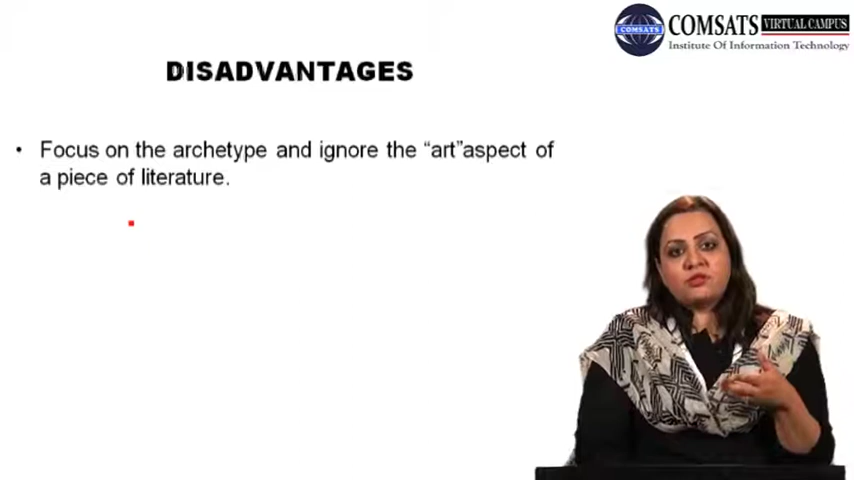 COMSATS VIRTUAL CAMPUS
COMSATS
Institute Of Information Technology
DISADVANTAGES
• Focus on the archetype and ignore the “art”aspect of
a piece of literature.